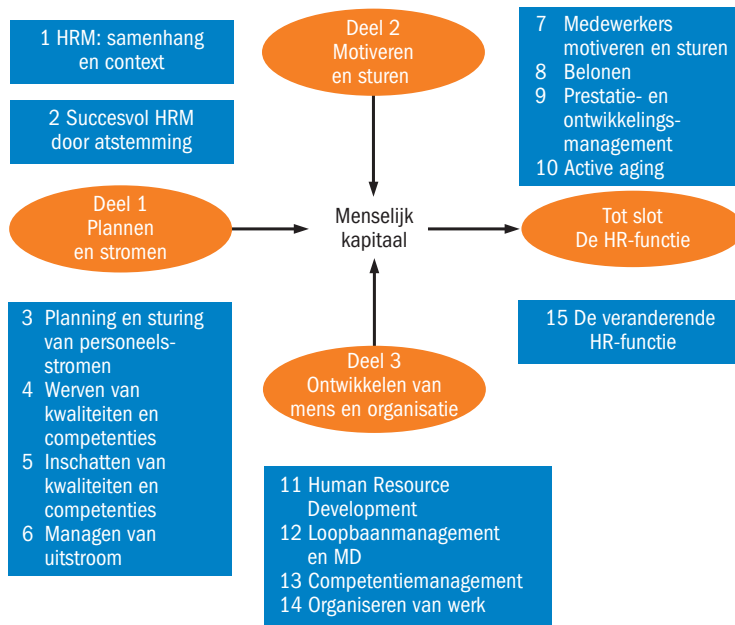 1 HRM: samenhang
en context
2 Succesvol HRM
door atstemming
Deel 2
Motiveren
en sturen
7 Medewerkers
motiveren en sturen
8 Belonen
9 Prestatie- en
ontwikkelings-
management
10 Active aging
Deel 1
Plannen
en stromen
Menselijk
kapitaal
Tot slot
De HR-functie
3 Planning en sturing
van personeels-
stromen
4 Werven van
kwaliteiten en
competenties
5 Inschatten van
kwaliteiten en
competenties
6 Managen van
uitstroom
Deel 3
Ontwikkelen van
mens en organisatie
15 De veranderende
HR-functie
11 Human Resource
Development
12 Loopbaanmanagement
en MD
13 Competentiemanagement
14 Organiseren van werk